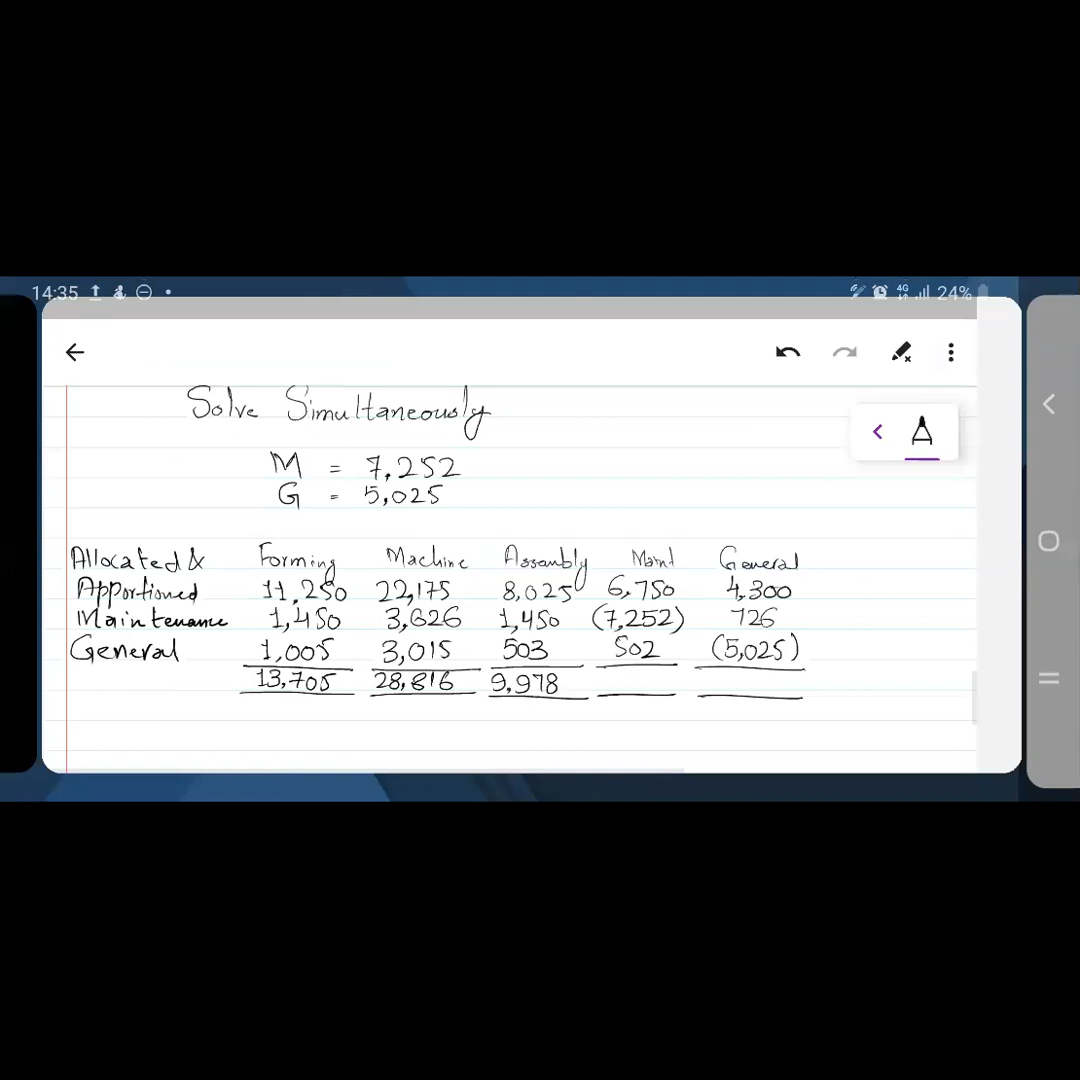 14:35 4G 24%
Solve Simultaneously
M = 7,252
G = 5,025
Allocated & Forming Machine Assembly Maint General
Apportioned 11,250 22,175 8,025 6,750 4,300
Maintenance 1,450 3,626 1,450 (7,252) 726
General 1,005 3,015 503 502 (5,025)
13,705 28,816 9,978